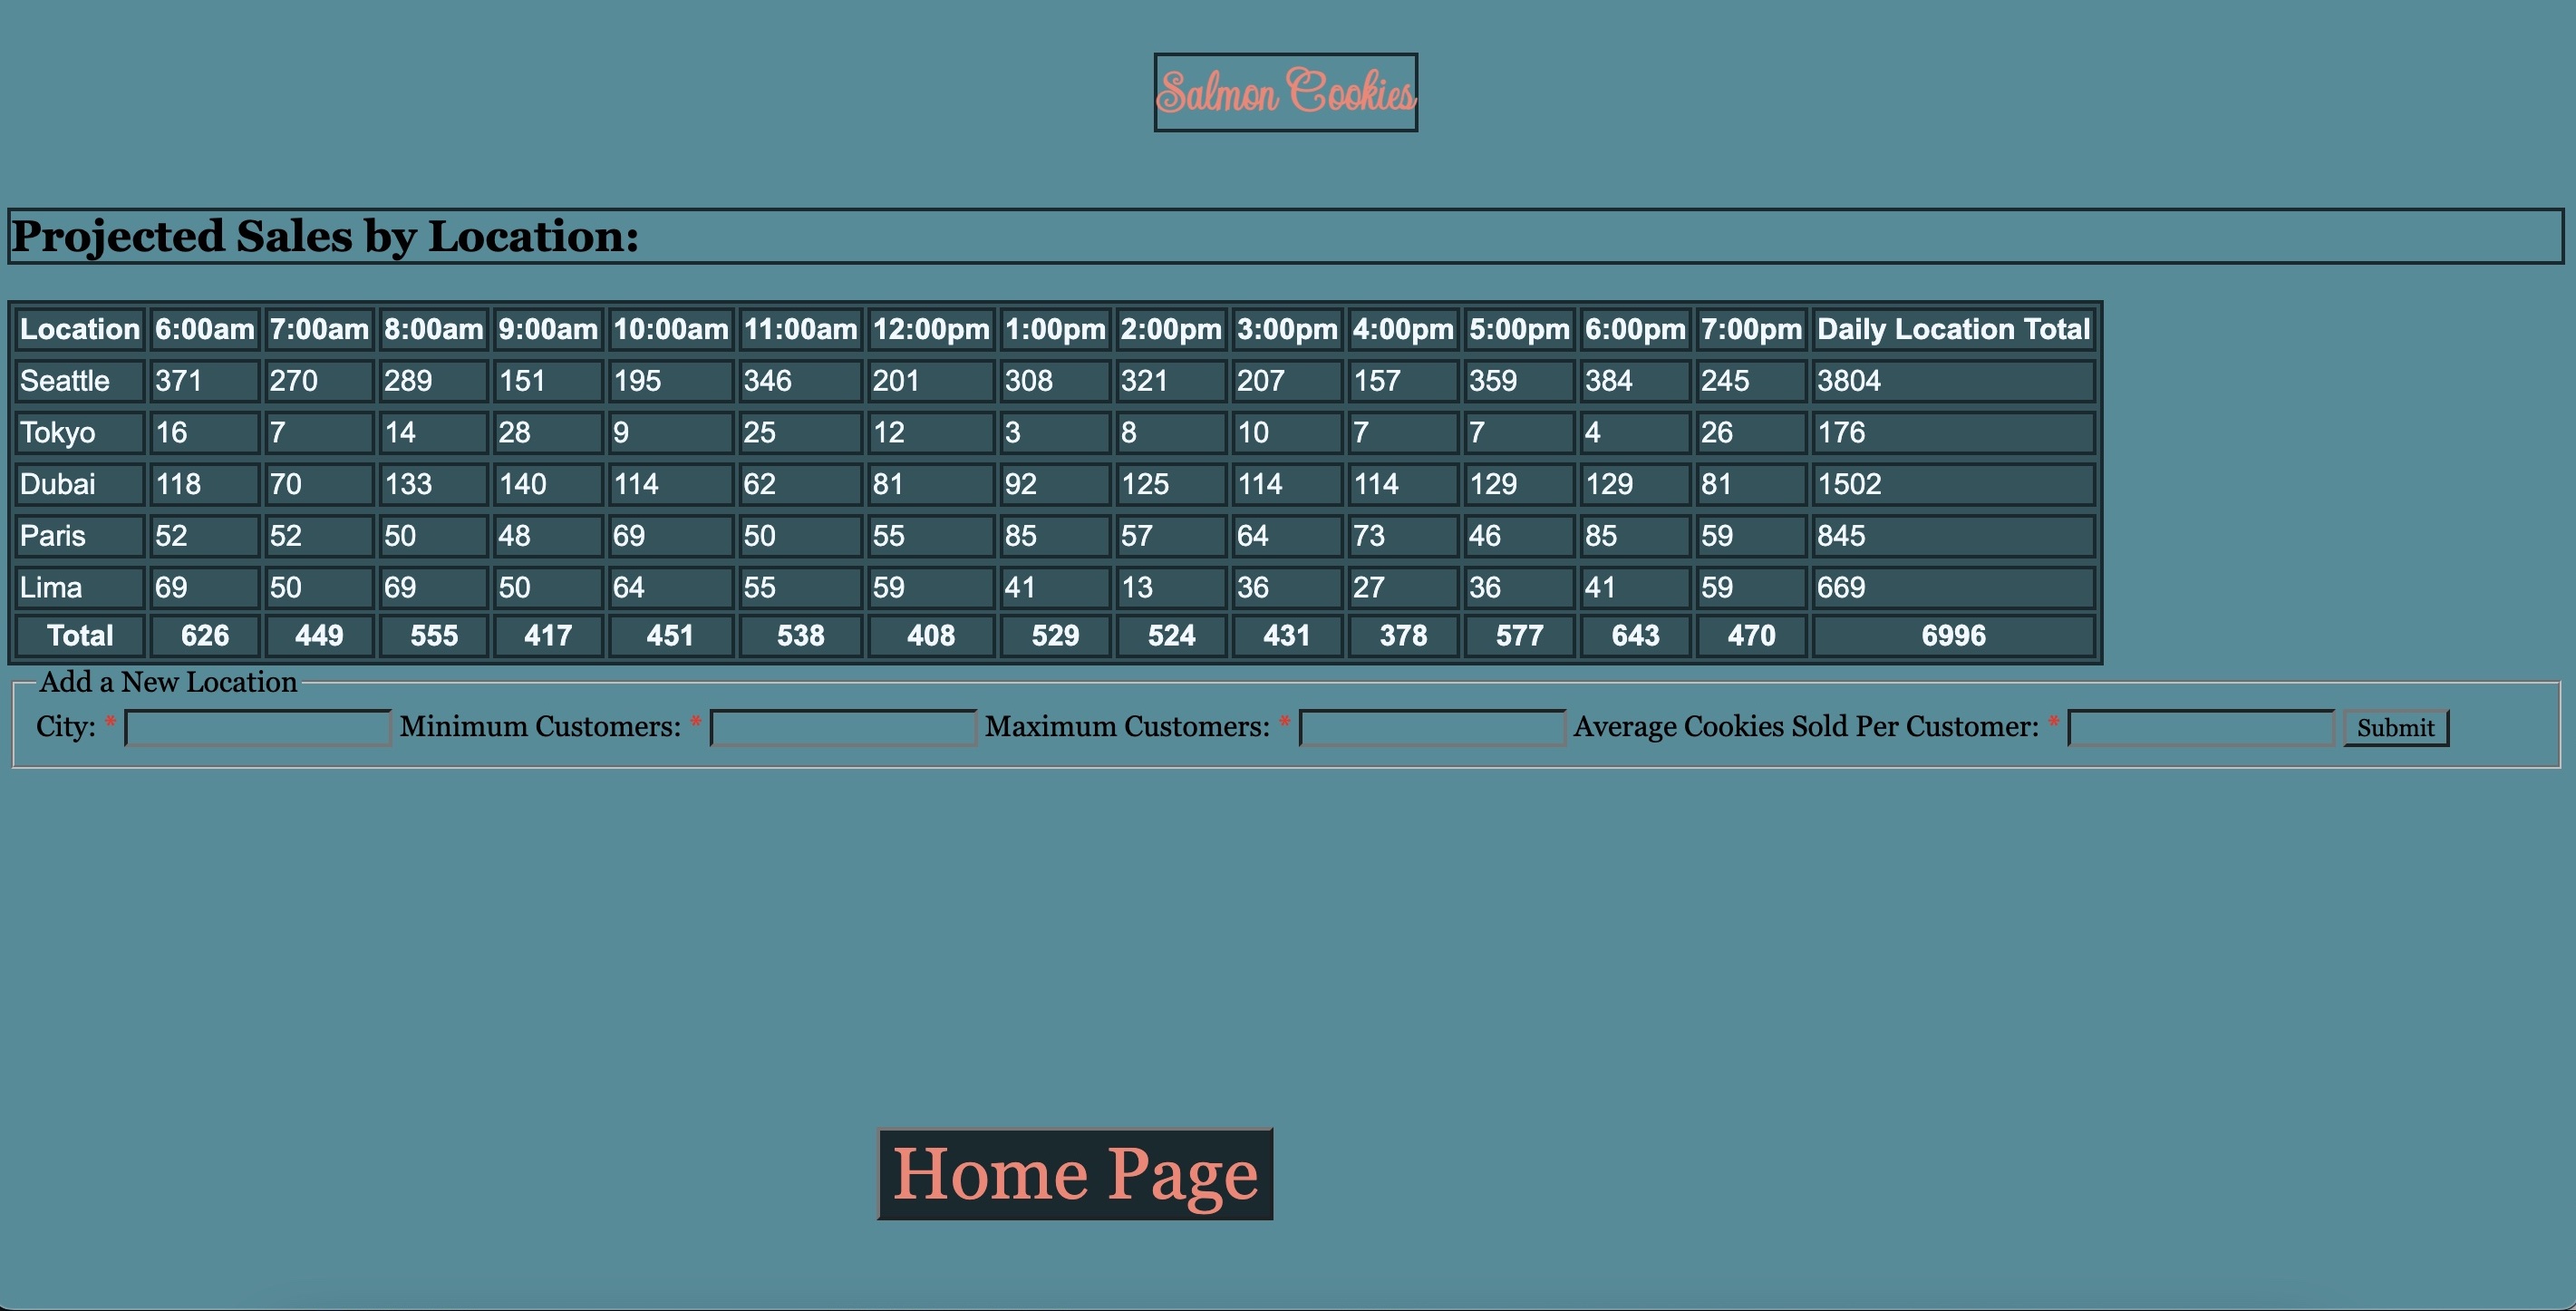 Salmon Cookies
Projected Sales by Location:
Location 6:00am 7:00am 8:00am 9:00am 10:00am 11:00am 12:00pm 1:00pm 2:00pm 3:00pm 4:00pm 5:00pm 6:00pm 7:00pm Daily Location Total
Seattle 371 270 289 151 195 346 201 308 321 207 157 359 384 245 3804
Tokyo 16 7 14 28 9 25 12 3 8 10 7 7 4 26 176
Dubai 118 70 133 140 114 62 81 92 125 114 114 129 129 81 1502
Paris 52 52 50 48 69 50 55 85 57 64 73 46 85 59 845
Lima 69 50 69 50 64 55 59 41 13 36 27 36 41 59 669
Total 626 449 555 417 451 538 408 529 524 431 378 577 643 470 6996
Add a New Location
City: * Minimum Customers: * Maximum Customers: * Average Cookies Sold Per Customer: * Submit
Home Page